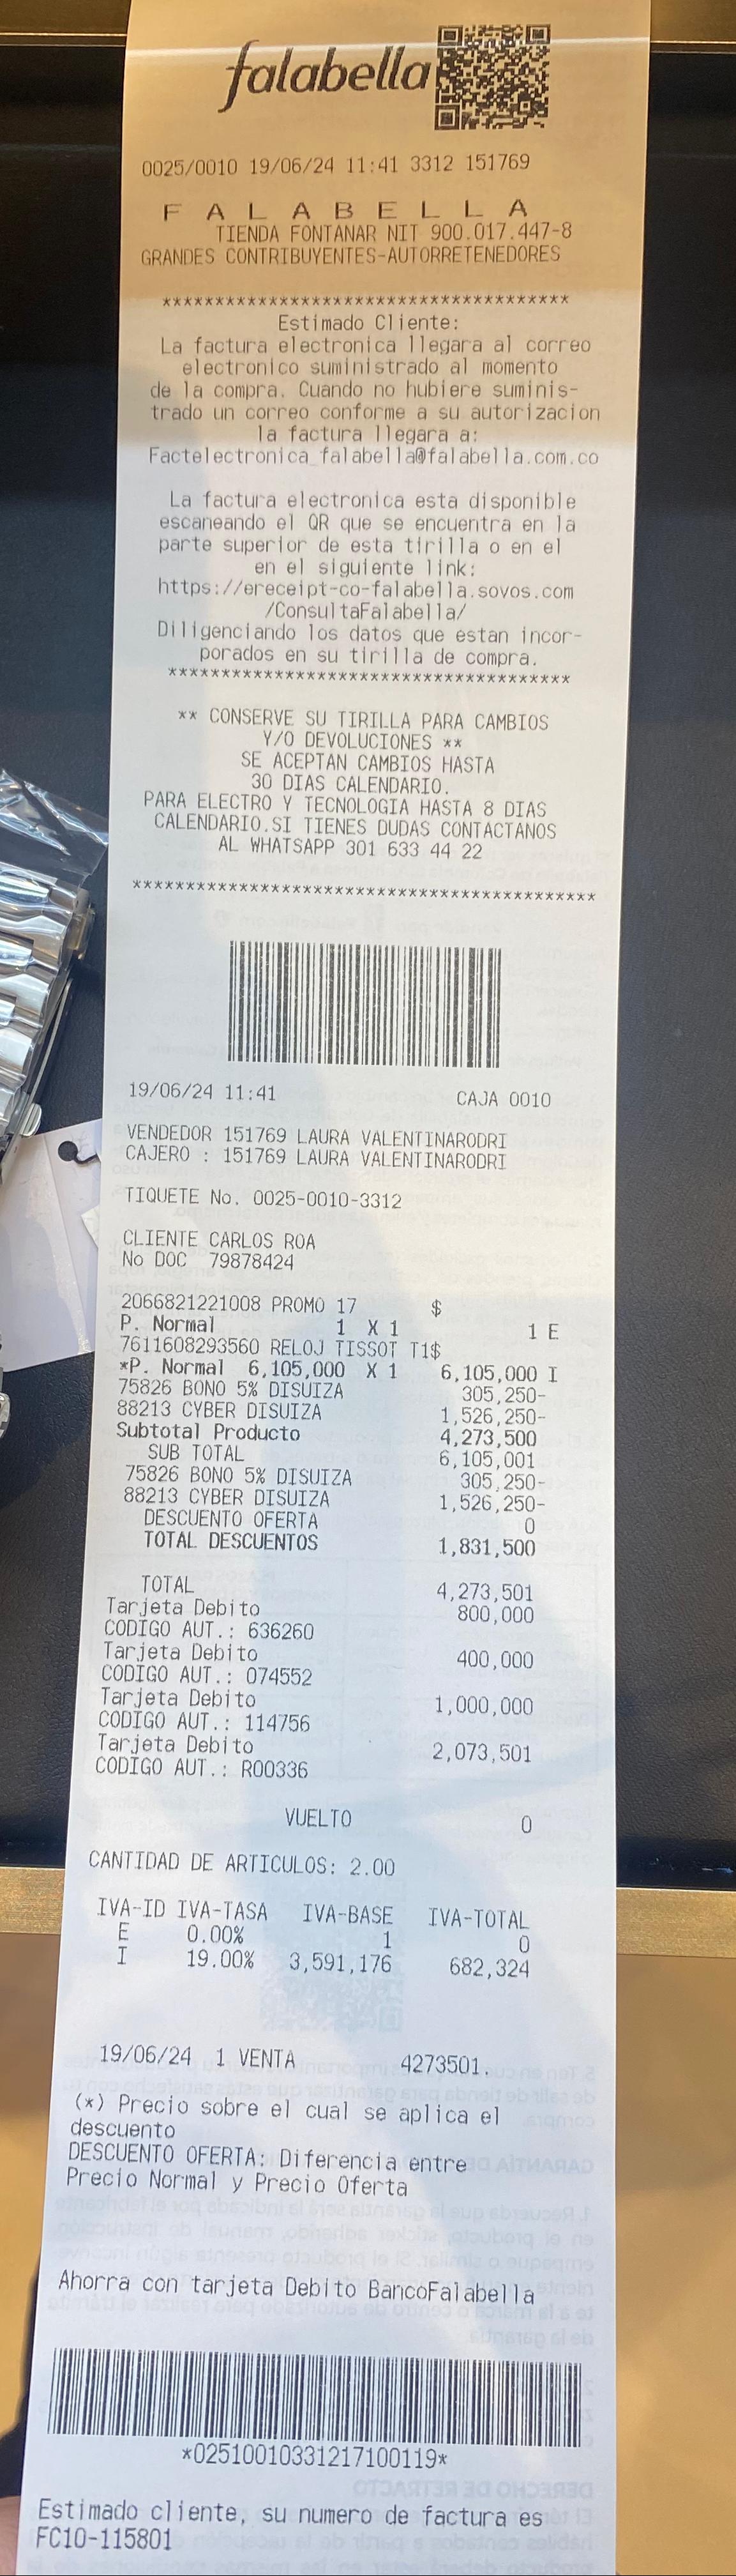 falabella
0025/0010 19/06/24 11:41 3312 151769
F A L A B E L L A
TIENDA FONTANAR NIT 900.017.447-8
GRANDES CONTRIBUYENTES-AUTORRETENEDORES
***************************************
Estimado Cliente:
La factura electronica llegara al correo
electronico suministrado al momento
de la compra. Cuando no hubiere suminis-
trado un correo conforme a su autorizacion
la factura llegara a:
Factelectronica_falabella@falabella.com.co
La factura electronica esta disponible
escaneando el QR que se encuentra en la
parte superior de esta tirilla o en el
en el siguiente link:
https://ereceipt-co-falabella.sovos.com
/ConsultaFalabella/
Diligenciando los datos que estan incor-
porados en su tirilla de compra.
***************************************
** CONSERVE SU TIRILLA PARA CAMBIOS
Y/O DEVOLUCIONES **
SE ACEPTAN CAMBIOS HASTA
30 DIAS CALENDARIO.
PARA ELECTRO Y TECNOLOGIA HASTA 8 DIAS
CALENDARIO.SI TIENES DUDAS CONTACTANOS
AL WHATSAPP 301 633 44 22
********************************************
19/06/24 11:41 CAJA 0010
VENDEDOR 151769 LAURA VALENTINARODRI
CAJERO : 151769 LAURA VALENTINARODRI
TIQUETE No. 0025-0010-3312
CLIENTE CARLOS ROA
No DOC 79878424
2066821221008 PROMO 17 $
P. Normal 1 X 1 1 E
7611608293560 RELOJ TISSOT T1$
*P. Normal 6,105,000 X 1 6,105,000 I
75826 BONO 5% DISUIZA 305,250-
88213 CYBER DISUIZA 1,526,250-
Subtotal Producto 4,273,500
SUB TOTAL 6,105,001
75826 BONO 5% DISUIZA 305,250-
88213 CYBER DISUIZA 1,526,250-
DESCUENTO OFERTA 0
TOTAL DESCUENTOS 1,831,500
TOTAL 4,273,501
Tarjeta Debito 800,000
CODIGO AUT.: 636260
Tarjeta Debito 400,000
CODIGO AUT.: 074552
Tarjeta Debito 1,000,000
CODIGO AUT.: 114756
Tarjeta Debito 2,073,501
CODIGO AUT.: R00336
VUELTO 0
CANTIDAD DE ARTICULOS: 2.00
IVA-ID IVA-TASA IVA-BASE IVA-TOTAL
E 0.00% 1 0
I 19.00% 3,591,176 682,324
19/06/24 1 VENTA 4273501.
(*) Precio sobre el cual se aplica el
descuento
DESCUENTO OFERTA: Diferencia entre
Precio Normal y Precio Oferta
Ahorra con tarjeta Debito BancoFalabella
*02510010331217100119*
Estimado cliente, su numero de factura es
FC10-115801